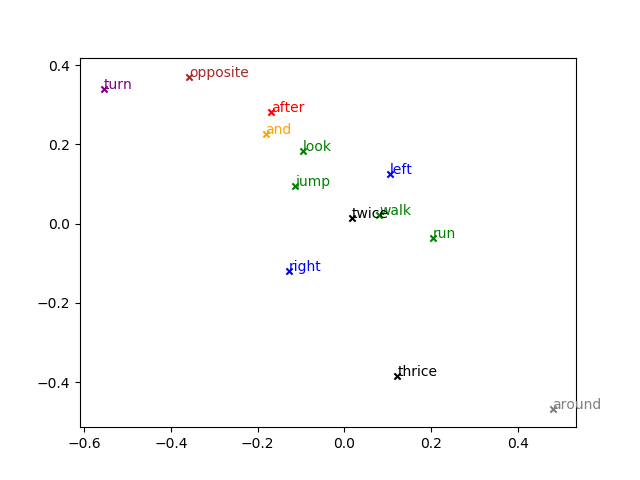 0.4
turn
opposite
after
and
0.2
look
left
jump
twice
walk
0.0
run
right
−0.2
thrice
−0.4
around
−0.6 −0.4 −0.2 0.0 0.2 0.4